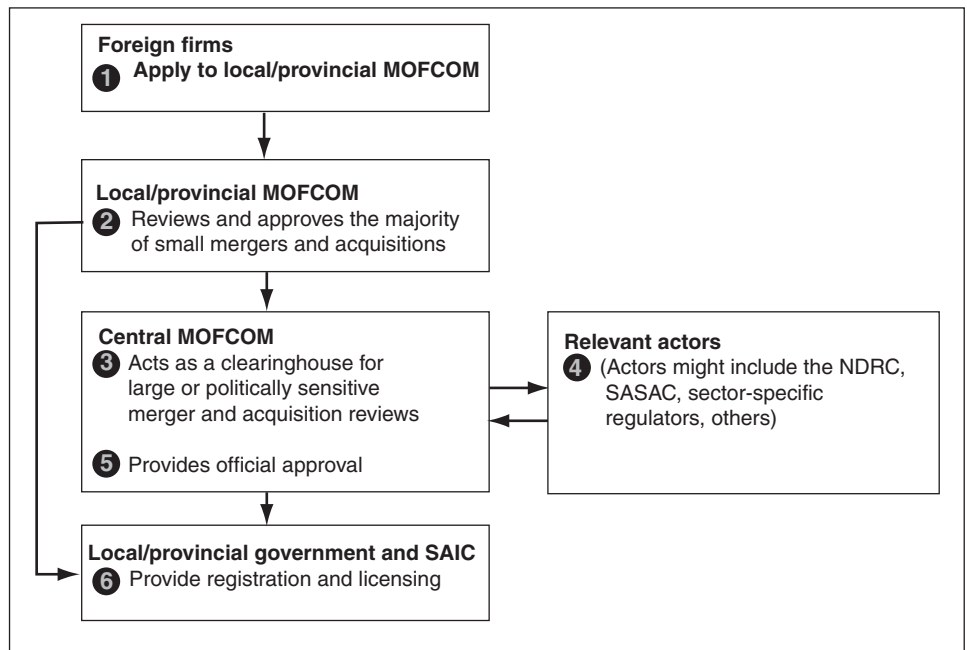 Foreign firms
1 Apply to local/provincial MOFCOM
Local/provincial MOFCOM
2 Reviews and approves the majority
of small mergers and acquisitions
Central MOFCOM
3 Acts as a clearinghouse for
large or politically sensitive
merger and acquisition reviews
Relevant actors
4 (Actors might include the NDRC,
SASAC, sector-specific
regulators, others)
5 Provides official approval
Local/provincial government and SAIC
6 Provide registration and licensing